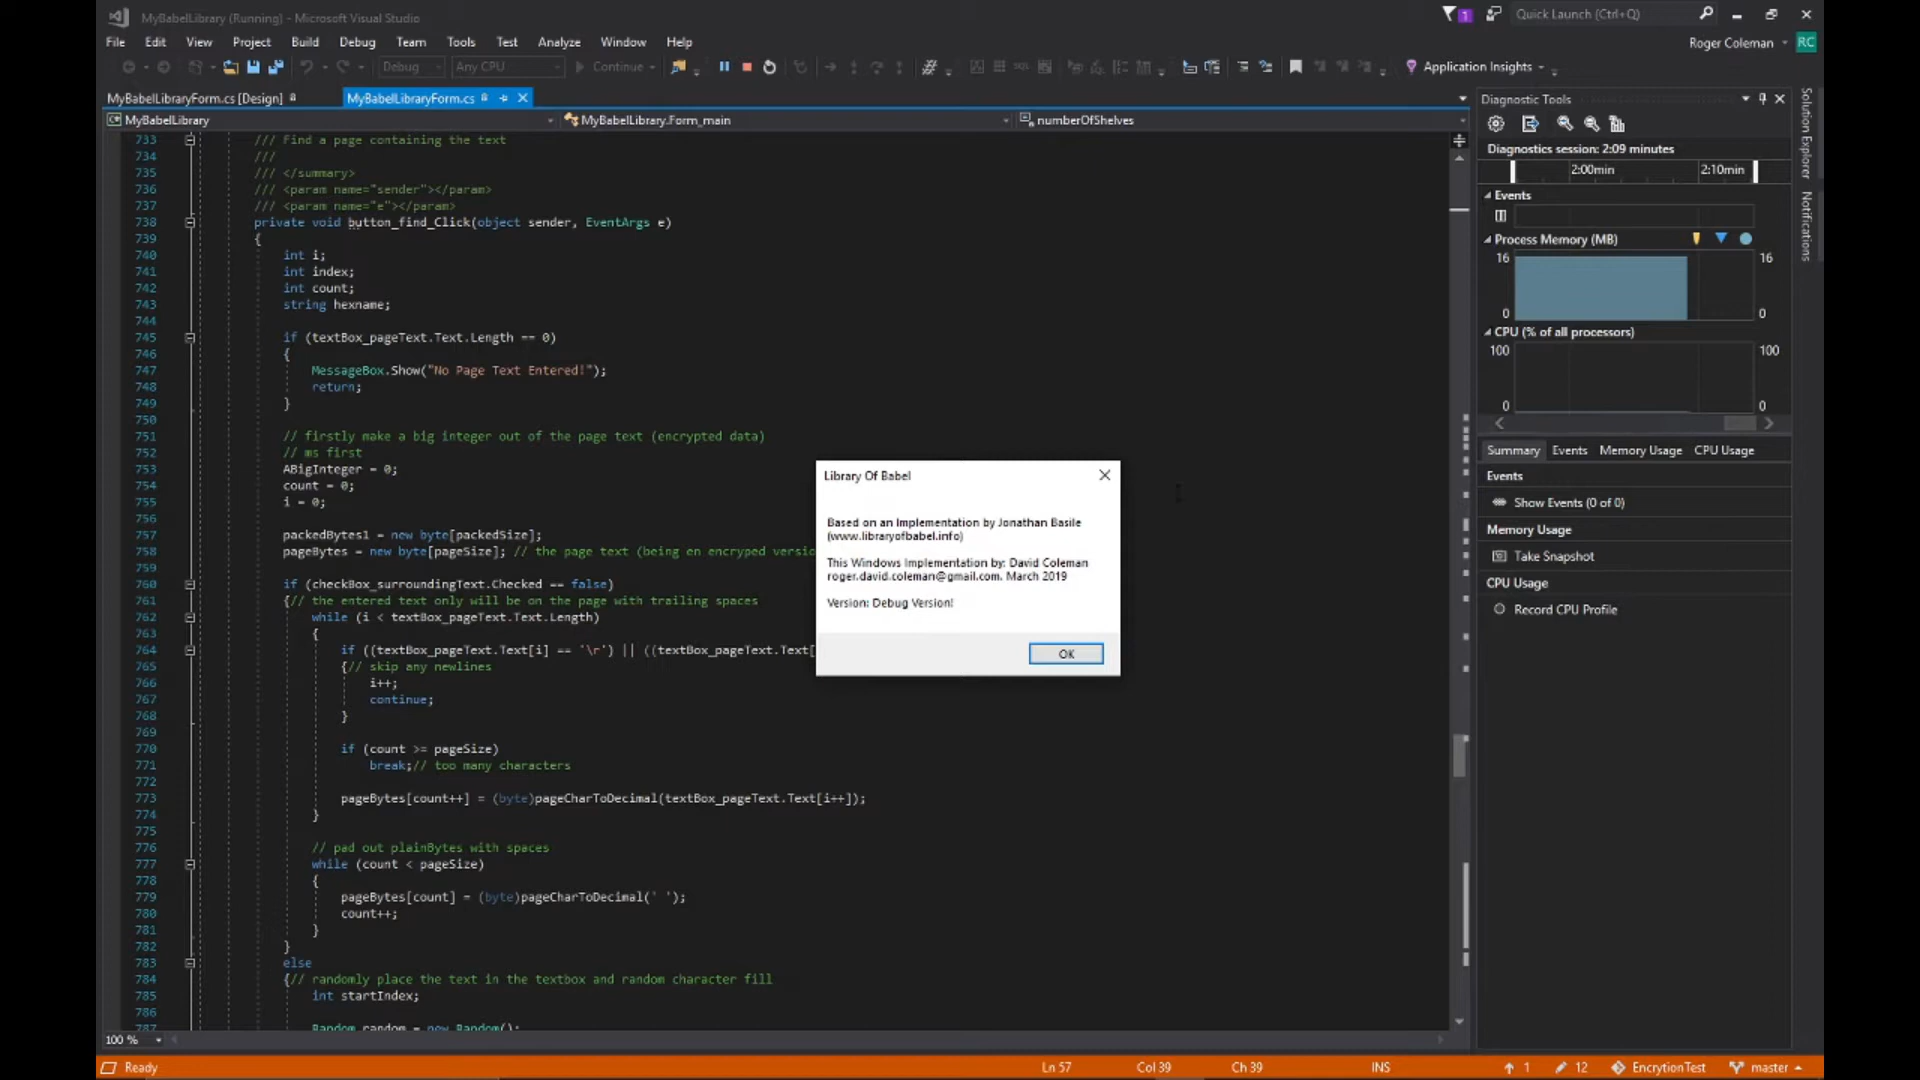 MyBabelLibrary (Running) - Microsoft Visual Studio
1
Quick Launch (Ctrl+Q)
File Edit View Project Build Debug Team Tools Test Analyze Window Help
Roger Coleman RC
Debug Any CPU Continue Application Insights
MyBabelLibraryForm.cs [Design] MyBabelLibraryForm.cs
MyBabelLibrary MyBabelLibrary.Form_main numberOfShelves
733 /// Find a page containing the text
734 ///
735 /// </summary>
736 /// <param name="sender"></param>
737 /// <param name="e"></param>
738 private void button_find_Click(object sender, EventArgs e)
739 {
740 int i;
741 int index;
742 int count;
743 string hexname;
744
745 if (textBox_pageText.Text.Length == 0)
746 {
747 MessageBox.Show("No Page Text Entered!");
748 return;
749 }
750
751 // firstly make a big integer out of the page text (encrypted data)
752 // ms first
753 ABigInteger = 0;
754 count = 0;
755 i = 0;
756
757 packedBytes1 = new byte[packedSize];
758 pageBytes = new byte[pageSize]; // the page text (being en encryped versio
759
760 if (checkBox_surroundingText.Checked == false)
761 {// the entered text only will be on the page with trailing spaces
762 while (i < textBox_pageText.Text.Length)
763 {
764 if ((textBox_pageText.Text[i] == '\r') || ((textBox_pageText.Text[
765 {// skip any newlines
766 i++;
767 continue;
768 }
769
770 if (count >= pageSize)
771 break;// too many characters
772
773 pageBytes[count++] = (byte)pageCharToDecimal(textBox_pageText.Text[i++]);
774 }
775
776 // pad out plainBytes with spaces
777 while (count < pageSize)
778 {
779 pageBytes[count] = (byte)pageCharToDecimal(' ');
780 count++;
781 }
782 }
783 else
784 {// randomly place the text in the textbox and random character fill
785 int startIndex;
786
787 Random random = new Random();
100 %
Library Of Babel
Based on an Implementation by Jonathan Basile
(www.libraryofbabel.info)
This Windows Implementation by: David Coleman
roger.david.coleman@gmail.com. March 2019
Version: Debug Version!
OK
Diagnostic Tools
Diagnostics session: 2:09 minutes
2:00min 2:10min
Events
Process Memory (MB)
16 16
0 0
CPU (% of all processors)
100 100
0 0
Summary Events Memory Usage CPU Usage
Events
Show Events (0 of 0)
Memory Usage
Take Snapshot
CPU Usage
Record CPU Profile
Solution Explorer
Notifications
Ready Ln 57 Col 39 Ch 39 INS 1 12 EncrytionTest master